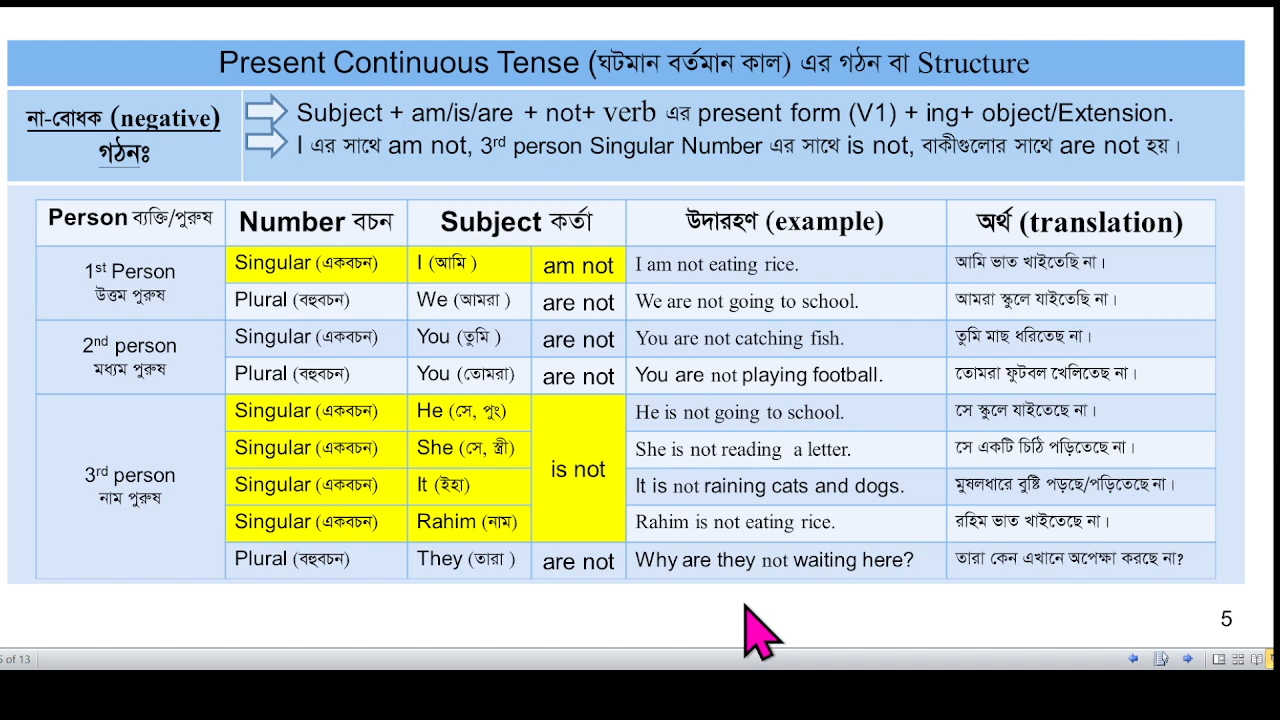 Present Continuous Tense (ঘটমান বর্তমান কাল) এর গঠন বা Structure
না-বোধক (negative) গঠনঃ
Subject + am/is/are + not+ verb এর present form (V1) + ing+ object/Extension.
I এর সাথে am not, 3rd person Singular Number এর সাথে is not, বাকীগুলোর সাথে are not হয়।
Person ব্যক্তি/পুরুষ Number বচন Subject কর্তা উদাহরণ (example) অর্থ (translation)
1st Person উত্তম পুরুষ Singular (একবচন) I (আমি ) am not I am not eating rice. আমি ভাত খাইতেছি না।
Plural (বহুবচন) We (আমরা ) are not We are not going to school. আমরা স্কুলে যাইতেছি না।
2nd person মধ্যম পুরুষ Singular (একবচন) You (তুমি ) are not You are not catching fish. তুমি মাছ ধরিতেছ না।
Plural (বহুবচন) You (তোমরা) are not You are not playing football. তোমরা ফুটবল খেলিতেছ না।
3rd person নাম পুরুষ Singular (একবচন) He (সে, পুং) is not He is not going to school. সে স্কুলে যাইতেছে না।
Singular (একবচন) She (সে, স্ত্রী) She is not reading a letter. সে একটি চিঠি পড়িতেছে না।
Singular (একবচন) It (ইহা) It is not raining cats and dogs. মুষলধারে বৃষ্টি পড়ছে/পড়িতেছে না।
Singular (একবচন) Rahim (নাম) Rahim is not eating rice. রহিম ভাত খাইতেছে না।
Plural (বহুবচন) They (তারা ) are not Why are they not waiting here? তারা কেন এখানে অপেক্ষা করছে না?
5
of 13